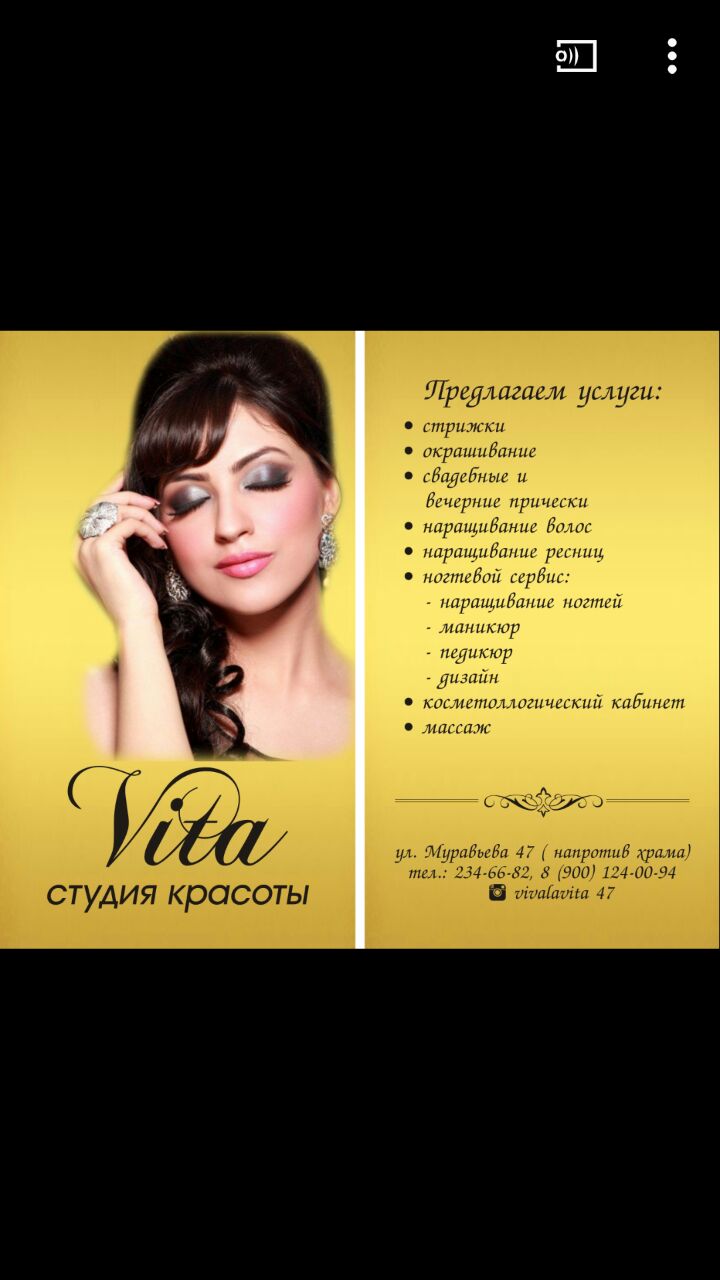 Vita
студия красоты
Предлагаем услуги:
• стрижки
• окрашивание
• свадебные и
вечерние прически
• наращивание волос
• наращивание ресниц
• ногтевой сервис:
- наращивание ногтей
- маникюр
- педикюр
- дизайн
• косметоллогический кабинет
• массаж
ул. Муравьева 47 ( напротив храма)
тел.: 234-66-82, 8 (900) 124-00-94
vivalavita 47